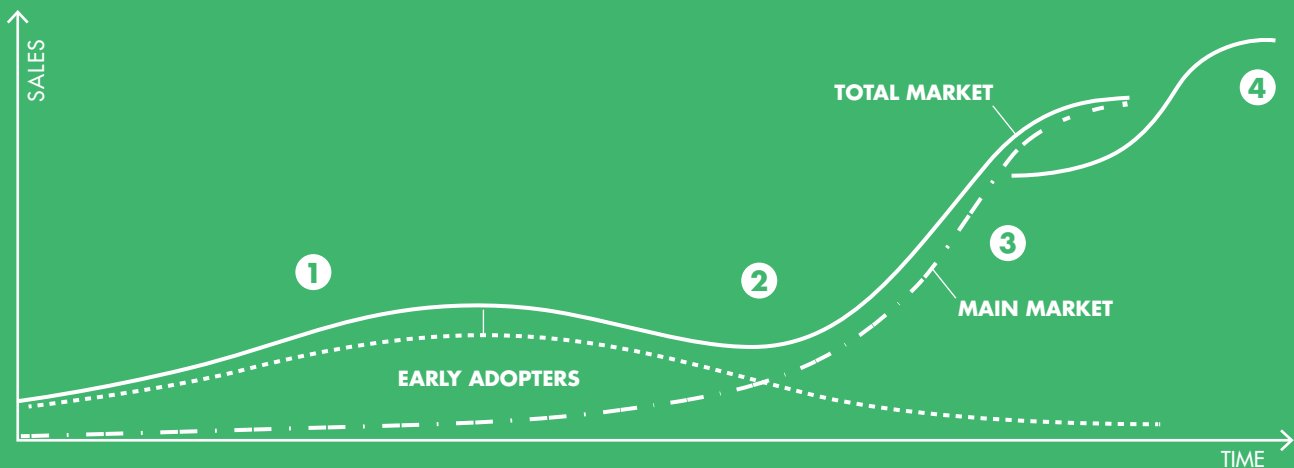 SALES
TOTAL MARKET
4
3
1
2
MAIN MARKET
EARLY ADOPTERS
TIME